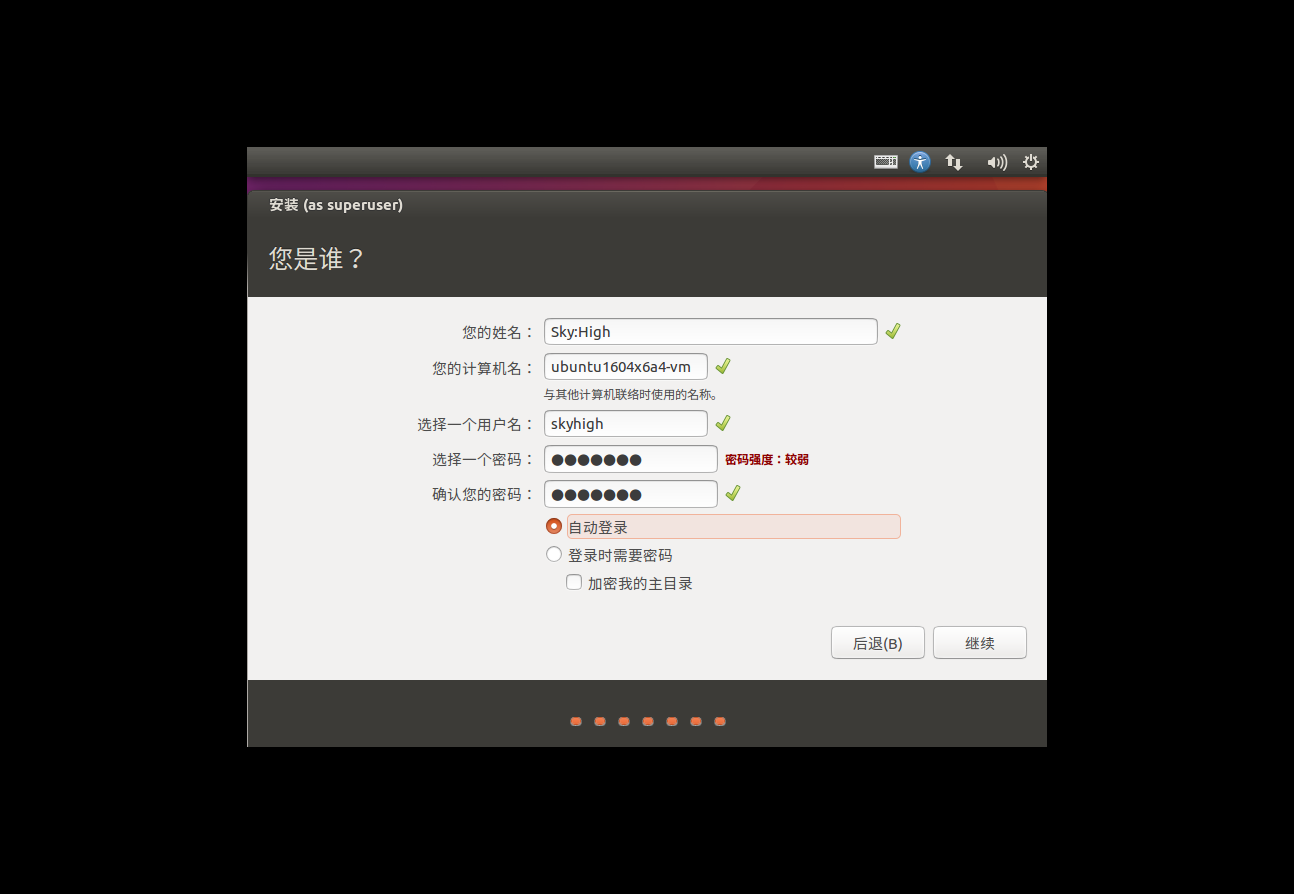 安装 (as superuser)
您是谁？
您的姓名： Sky:High
您的计算机名： ubuntu1604x6a4-vm
与其他计算机联络时使用的名称。
选择一个用户名： skyhigh
选择一个密码： ●●●●●●● 密码强度：较弱
确认您的密码： ●●●●●●●
自动登录
登录时需要密码
加密我的主目录
后退(B) 继续